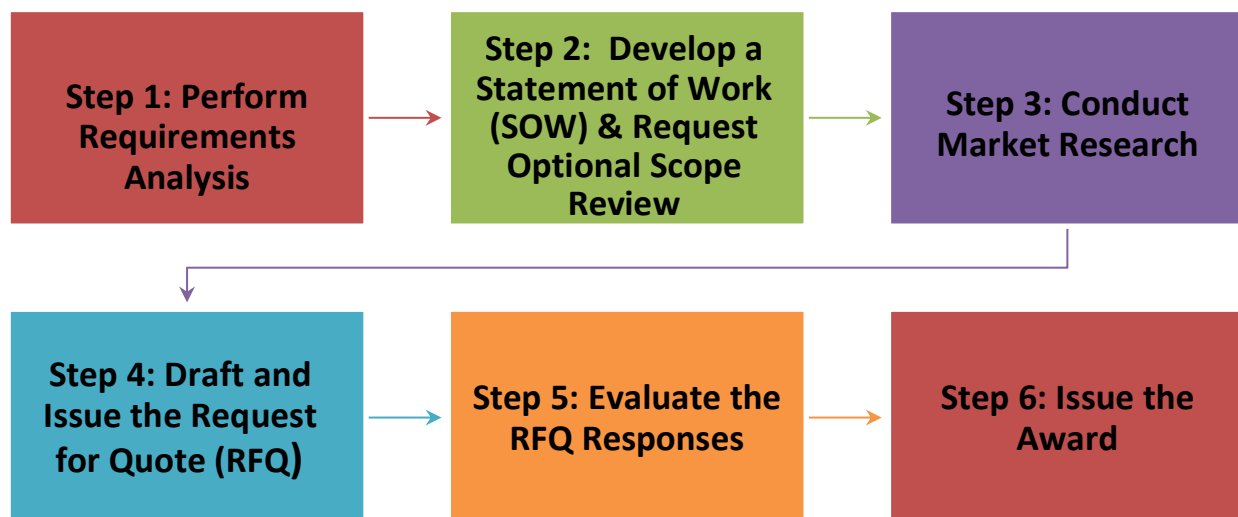 Step 1: Perform
Requirements
Analysis
Step 2:  Develop a
Statement of Work
(SOW) & Request
Optional Scope
Review
Step 3: Conduct
Market Research
Step 4: Draft and
Issue the Request
for Quote (RFQ)
Step 5: Evaluate the
RFQ Responses
Step 6: Issue the
Award